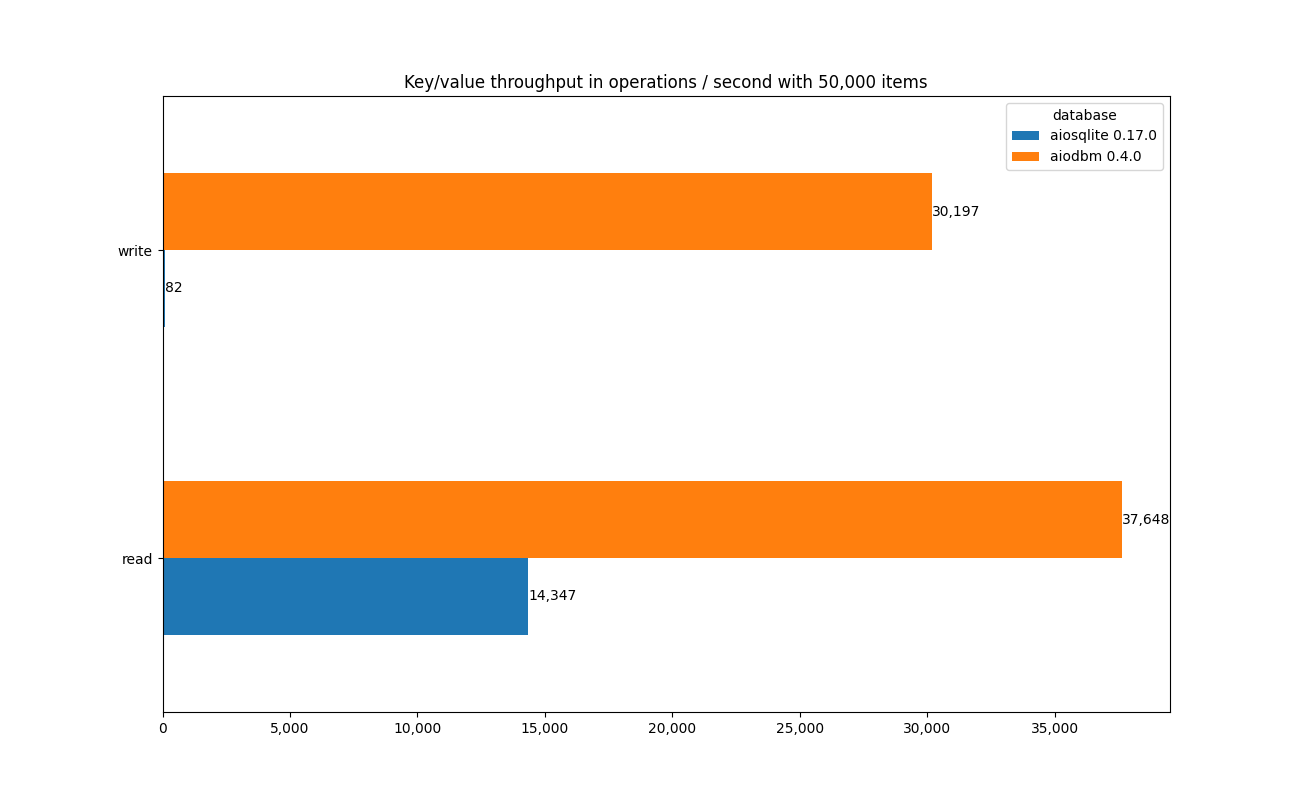 Key/value throughput in operations / second with 50,000 items
database
aiosqlite 0.17.0
aiodbm 0.4.0
30,197
write
82
37,648
read
14,347
0 5,000 10,000 15,000 20,000 25,000 30,000 35,000